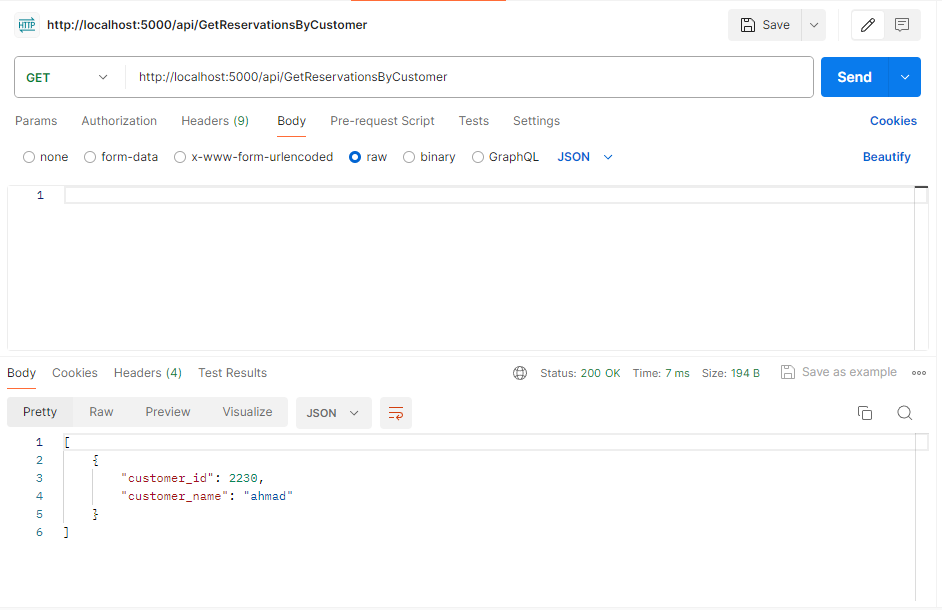 HTTP http://localhost:5000/api/GetReservationsByCustomer Save
GET http://localhost:5000/api/GetReservationsByCustomer Send
Params Authorization Headers (9) Body Pre-request Script Tests Settings Cookies
none form-data x-www-form-urlencoded raw binary GraphQL JSON Beautify
1
Body Cookies Headers (4) Test Results Status: 200 OK Time: 7 ms Size: 194 B Save as example
Pretty Raw Preview Visualize JSON
1 [
2 {
3 "customer_id": 2230,
4 "customer_name": "ahmad"
5 }
6 ]